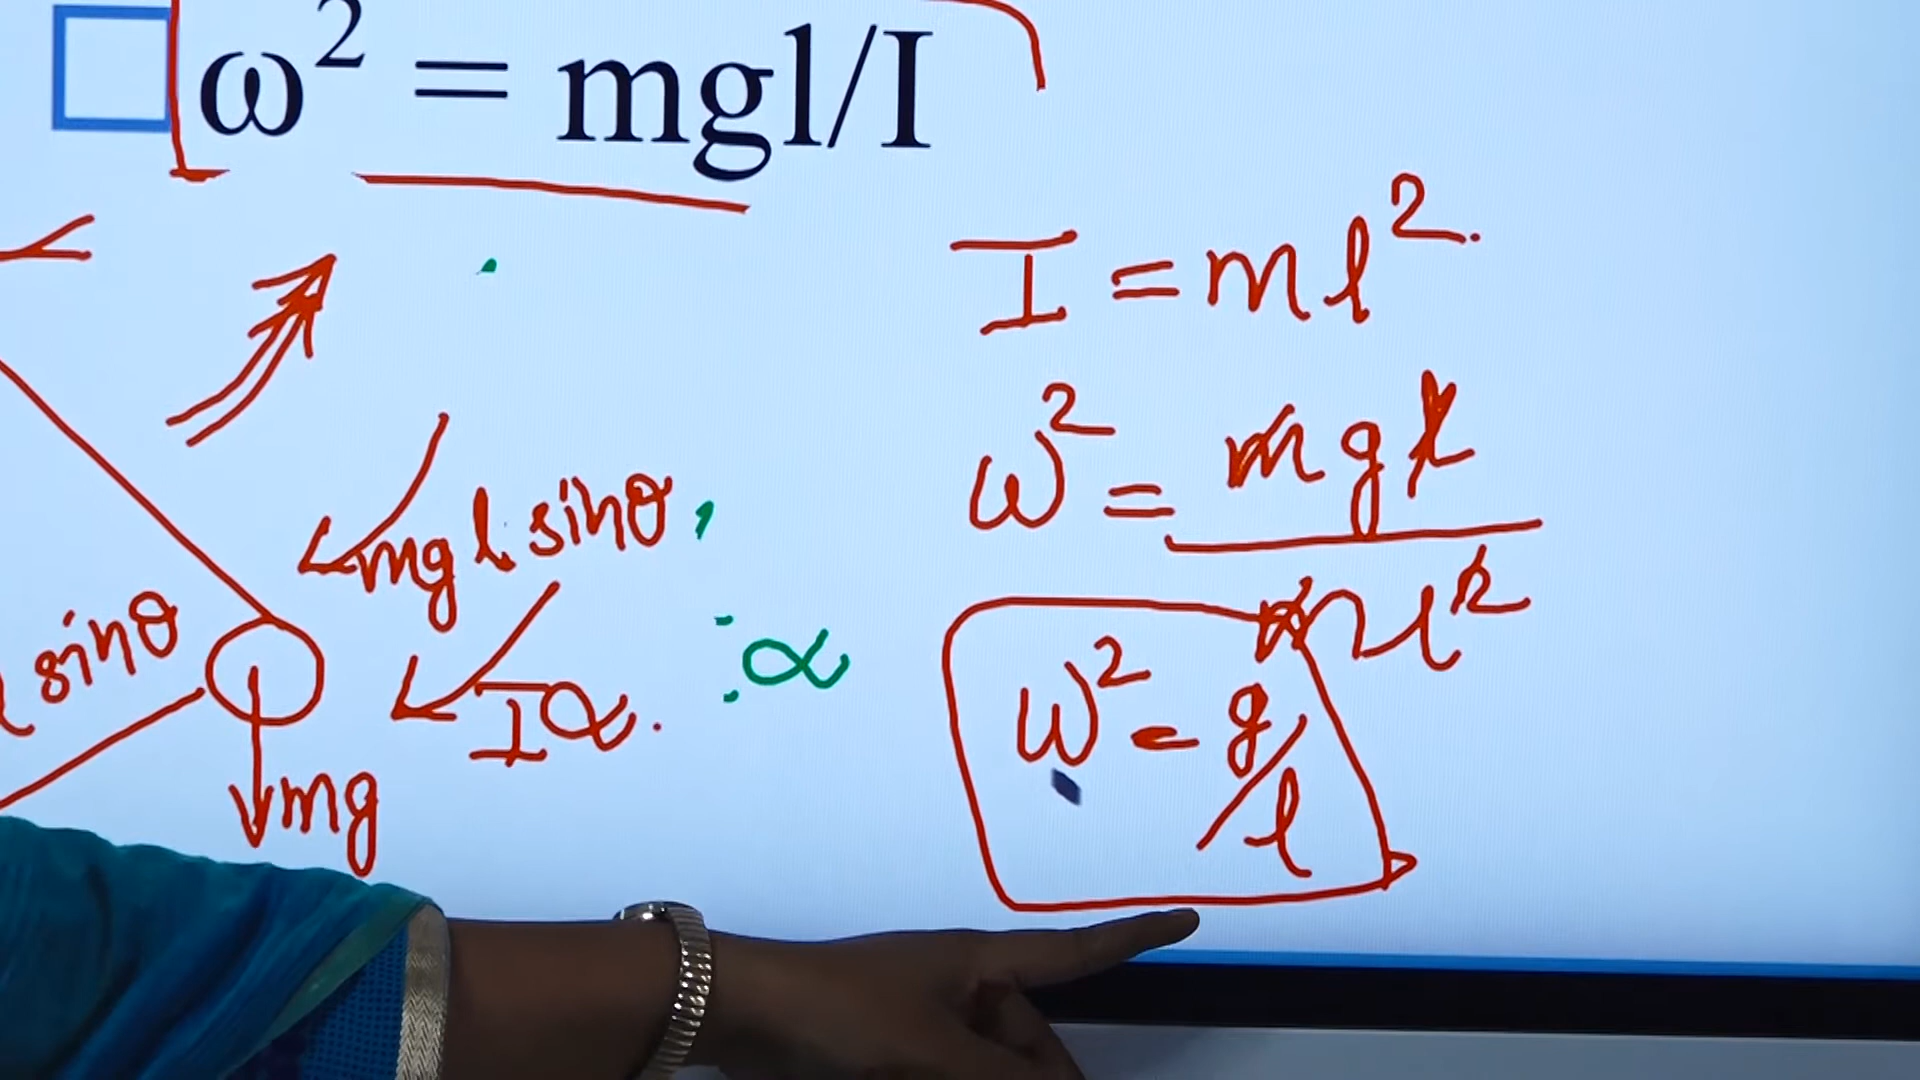 ω² = mgl/I
I = ml².
ω² = mgl
ml²
ω² = g/l
mg l sinθ
sinθ
Iα.
α
mg